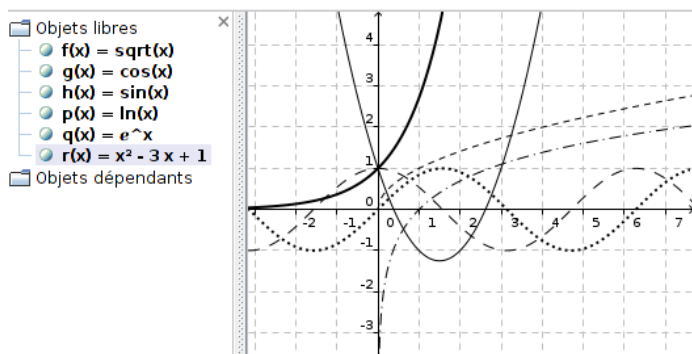 Objets libres
f(x) = sqrt(x)
g(x) = cos(x)
h(x) = sin(x)
p(x) = ln(x)
q(x) = e^x
r(x) = x² - 3 x + 1
Objets dépendants
4
3
2
1
0
-2 -1 0 1 2 3 4 5 6 7
-1
-2
-3